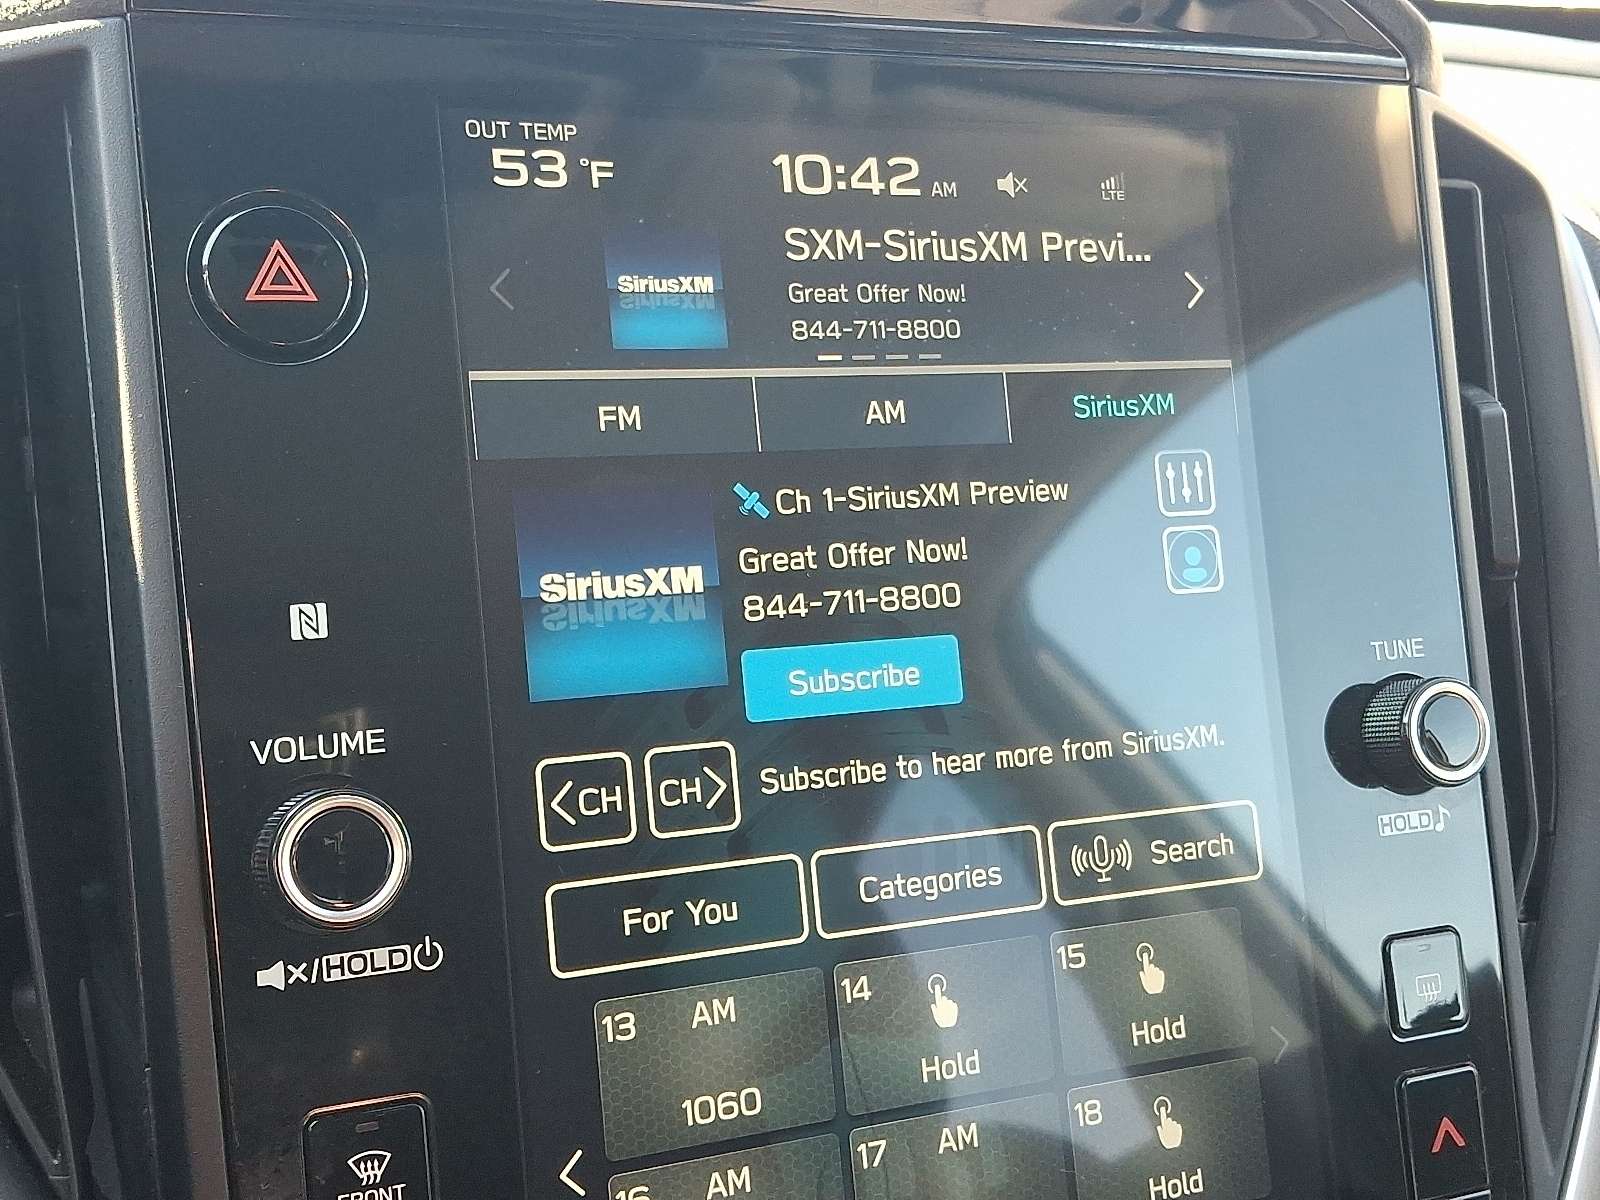 OUT TEMP
53 °F
10:42 AM
LTE
SiriusXM
SXM-SiriusXM Previ...
Great Offer Now!
844-711-8800
FM
AM
SiriusXM
SiriusXM
Ch 1-SiriusXM Preview
Great Offer Now!
844-711-8800
Subscribe
<CH
CH>
Subscribe to hear more from SiriusXM.
For You
Categories
Search
13
AM
1060
14
Hold
15
Hold
16
AM
17
AM
18
Hold
VOLUME
/HOLD
FRONT
TUNE
HOLD